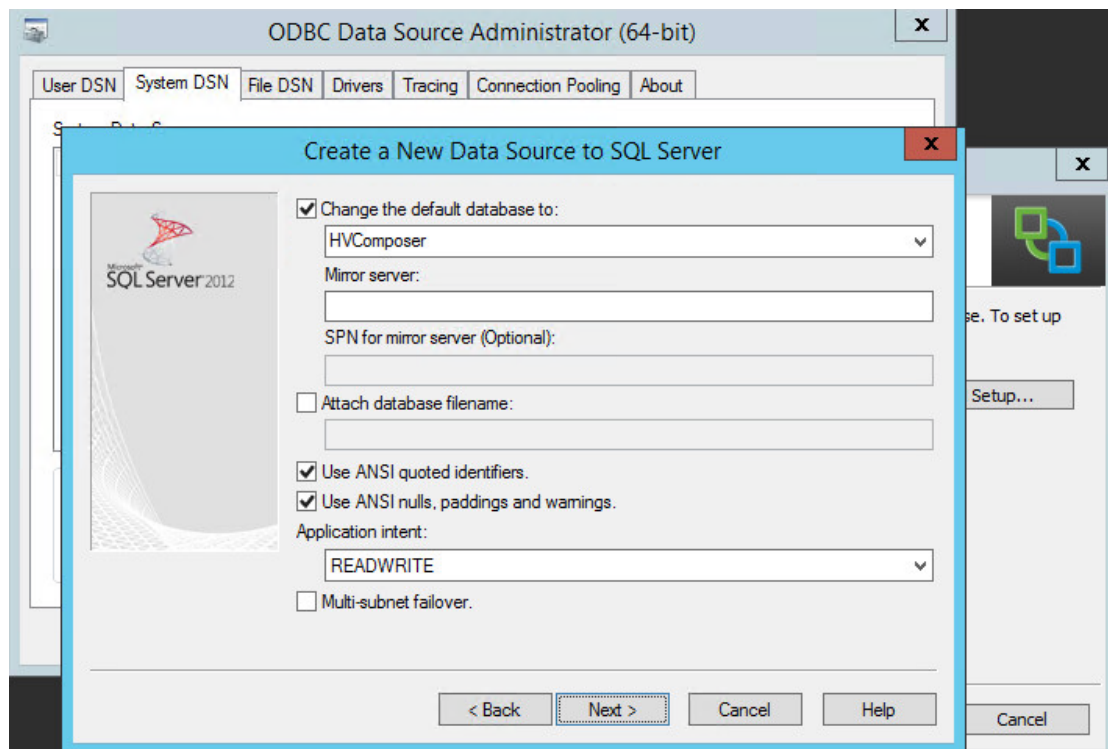 ODBC Data Source Administrator (64-bit)
x
User DSN
System DSN
File DSN
Drivers
Tracing
Connection Pooling
About
Create a New Data Source to SQL Server
x
x
Microsoft
SQL Server 2012
Change the default database to:
HVComposer
Mirror server:
SPN for mirror server (Optional):
Attach database filename:
Use ANSI quoted identifiers.
Use ANSI nulls, paddings and warnings.
Application intent:
READWRITE
Multi-subnet failover.
< Back
Next >
Cancel
Help
se. To set up
Setup...
Cancel